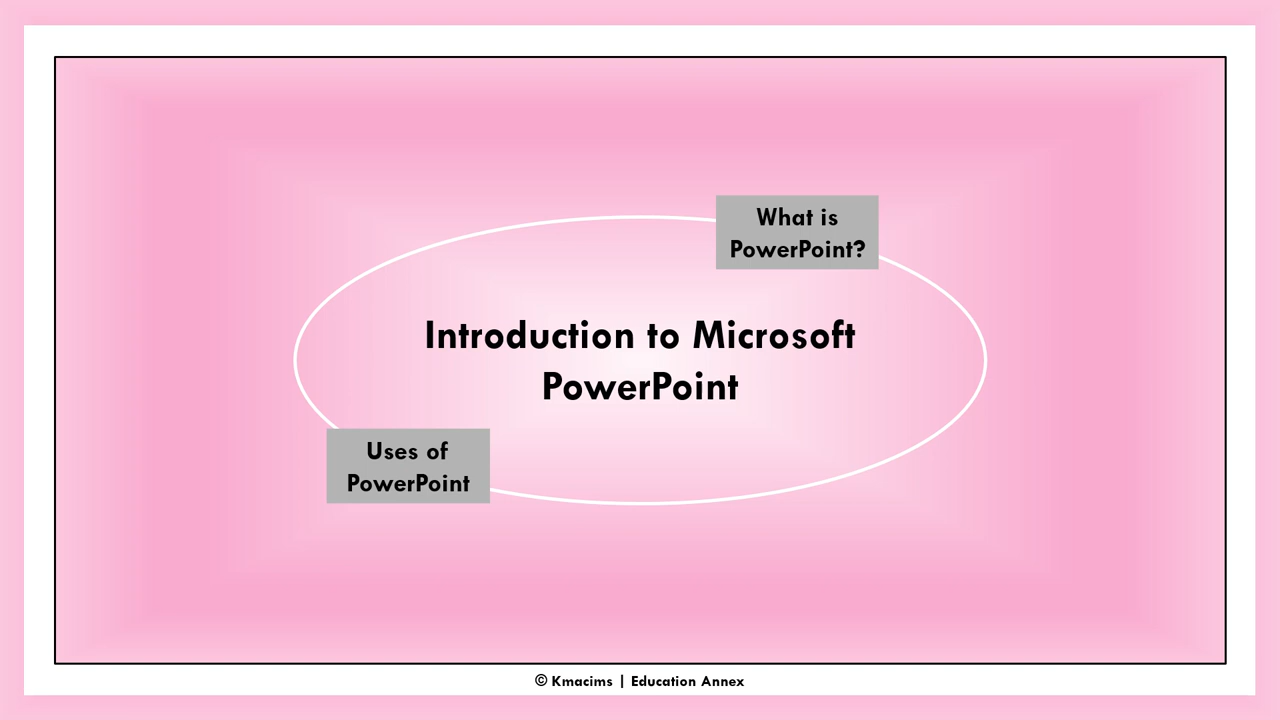 What is
PowerPoint?
Introduction to Microsoft
PowerPoint
Uses of
PowerPoint
© Kmacims | Education Annex